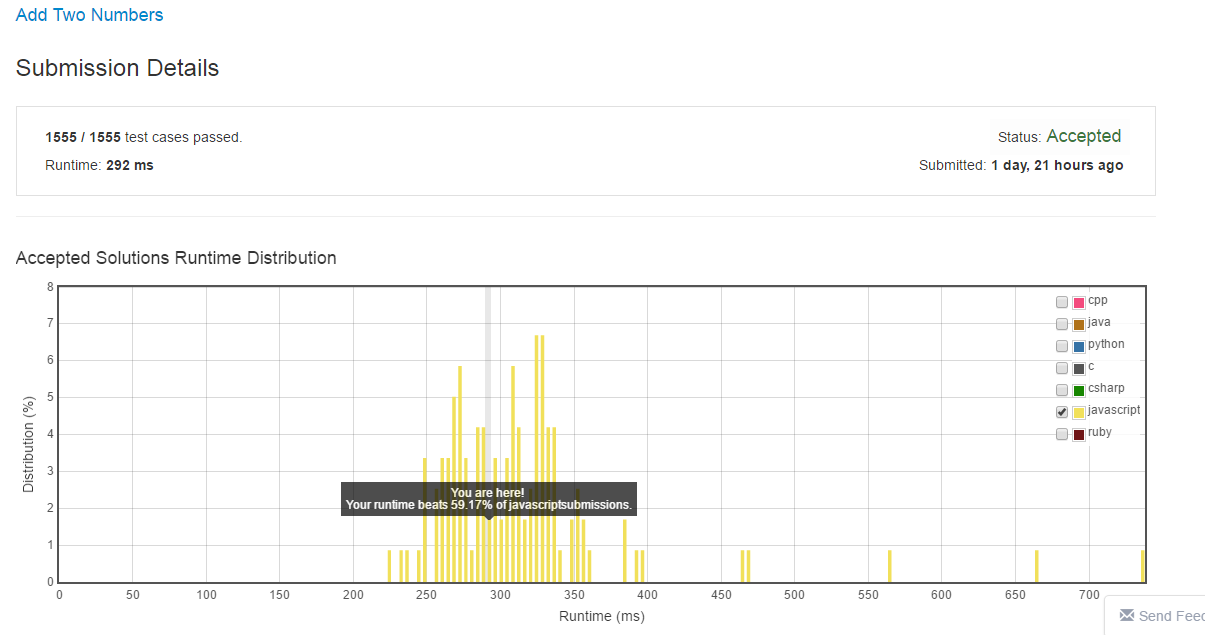 Add Two Numbers
Submission Details
1555 / 1555 test cases passed.
Status: Accepted
Runtime: 292 ms
Submitted: 1 day, 21 hours ago
Accepted Solutions Runtime Distribution
8
7
6
5
4
3
2
1
0
Distribution (%)
cpp
java
python
c
csharp
javascript
ruby
You are here!
Your runtime beats 59.17% of javascriptsubmissions.
0 50 100 150 200 250 300 350 400 450 500 550 600 650 700
Runtime (ms)
Send Feed